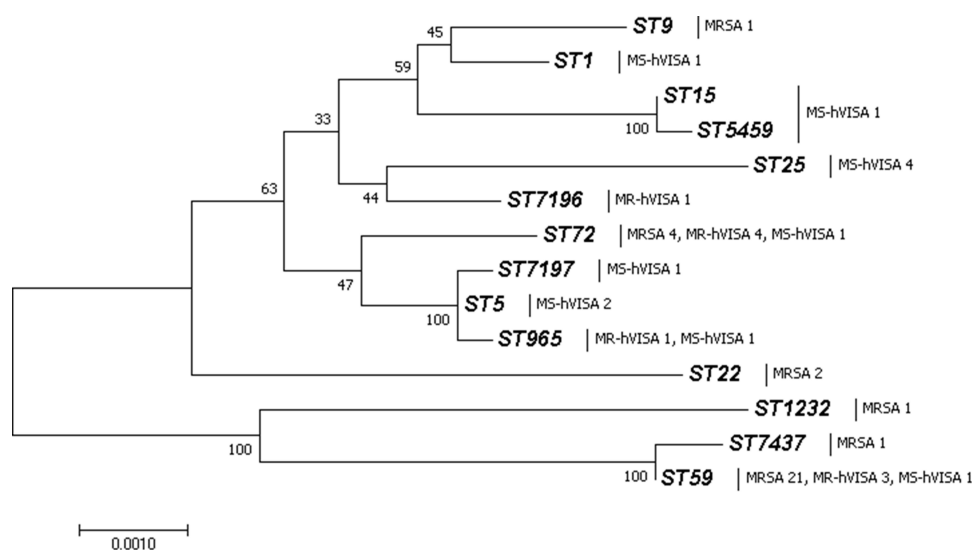 45
ST9 MRSA 1
59
ST1 MS-hVISA 1
ST15
MS-hVISA 1
33
100
ST5459
ST25 MS-hVISA 4
63
44
ST7196 MR-hVISA 1
ST72 MRSA 4, MR-hVISA 4, MS-hVISA 1
47
ST7197 MS-hVISA 1
ST5 MS-hVISA 2
100
ST965 MR-hVISA 1, MS-hVISA 1
ST22 MRSA 2
ST1232 MRSA 1
100
ST7437 MRSA 1
100
ST59 MRSA 21, MR-hVISA 3, MS-hVISA 1
0.0010